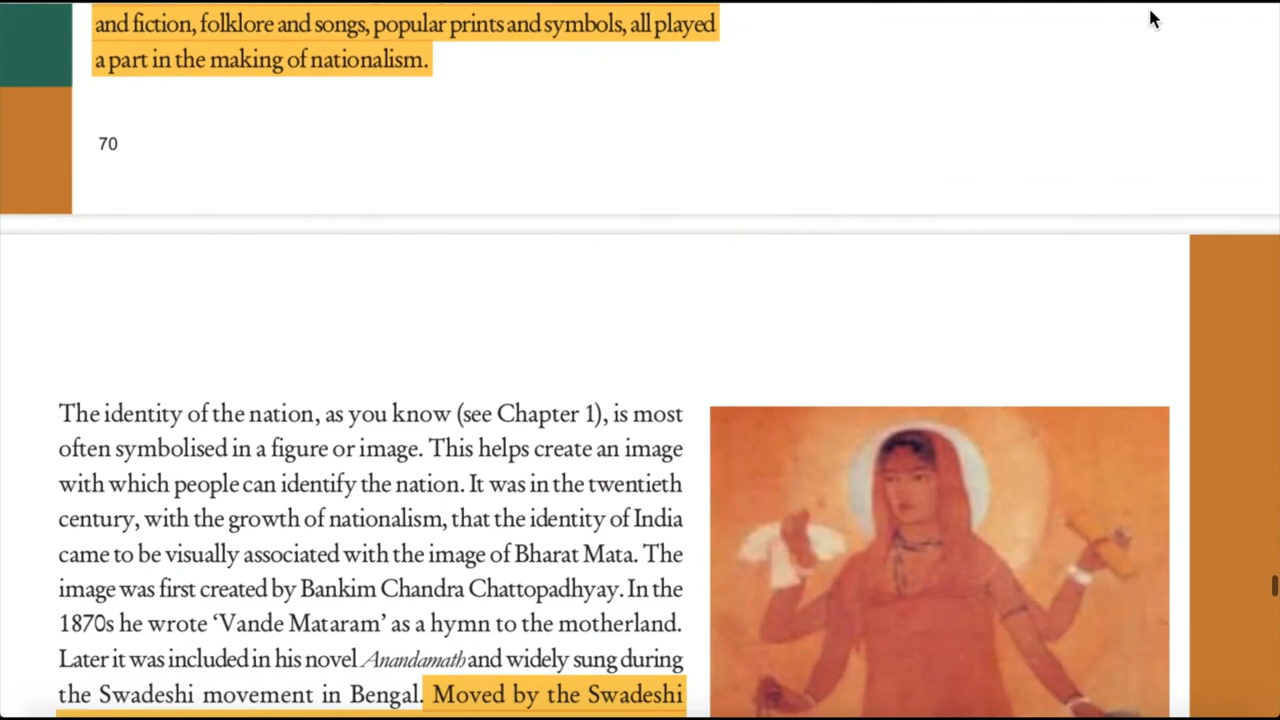 and fiction, folklore and songs, popular prints and symbols, all played
a part in the making of nationalism.
70
The identity of the nation, as you know (see Chapter 1), is most
often symbolised in a figure or image. This helps create an image
with which people can identify the nation. It was in the twentieth
century, with the growth of nationalism, that the identity of India
came to be visually associated with the image of Bharat Mata. The
image was first created by Bankim Chandra Chattopadhyay. In the
1870s he wrote ‘Vande Mataram’ as a hymn to the motherland.
Later it was included in his novel Anandamath and widely sung during
the Swadeshi movement in Bengal. Moved by the Swadeshi